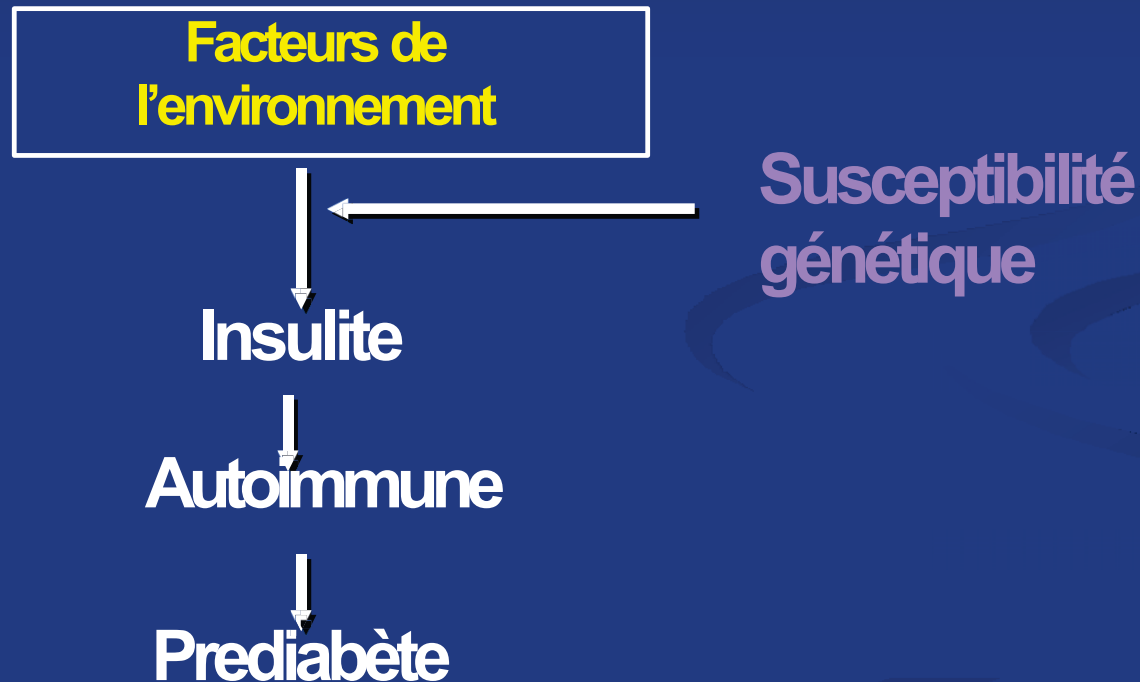 Facteurs de
l’environnement
Susceptibilité
génétique
Insulite
Autoimmune
Prediabète